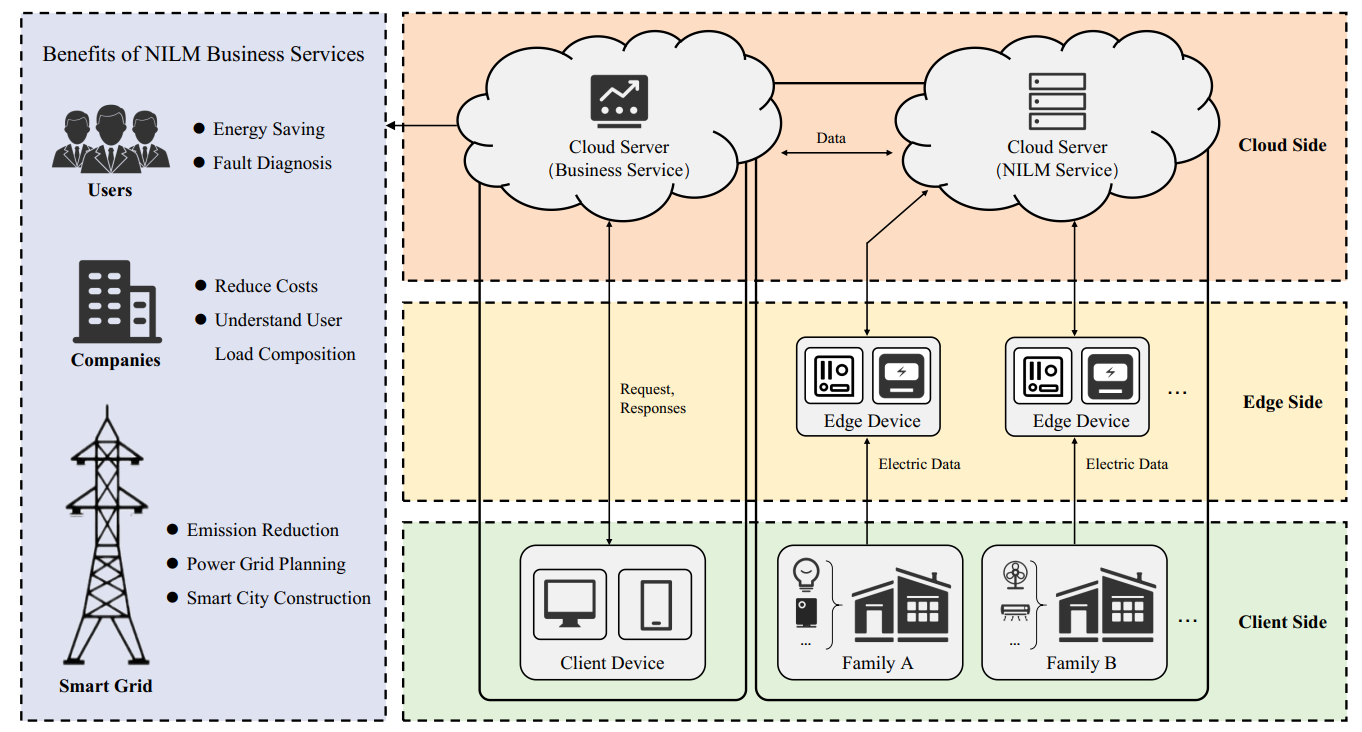 Benefits of NILM Business Services
Energy Saving
Fault Diagnosis
Users
Reduce Costs
Understand User
Load Composition
Companies
Emission Reduction
Power Grid Planning
Smart City Construction
Smart Grid
Cloud Server
(Business Service)
Data
Cloud Server
(NILM Service)
Cloud Side
Request,
Responses
Edge Device
Edge Device
...
Edge Side
Electric Data
Electric Data
Client Device
...
Family A
...
Family B
...
Client Side